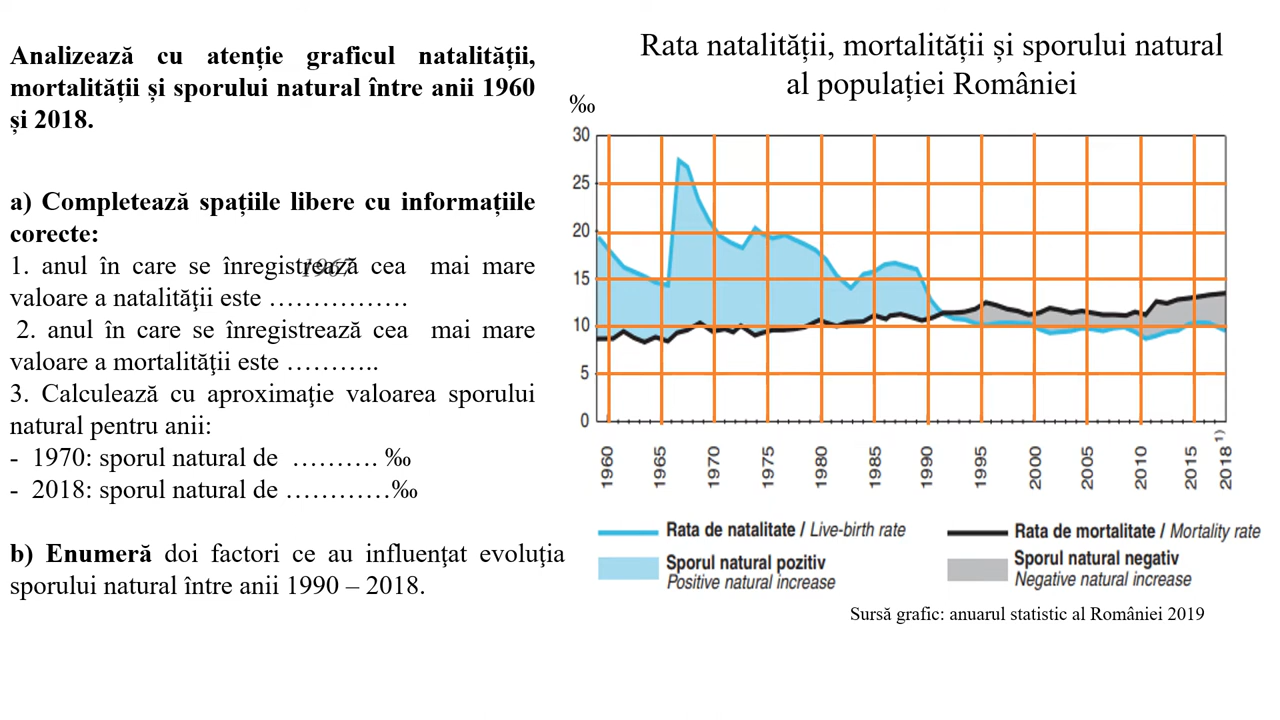 Analizează cu atenție graficul natalității,
mortalității și sporului natural între anii 1960
și 2018.
a) Completează spațiile libere cu informațiile
corecte:
1. anul în care se înregistrează cea mai mare
1967
valoare a natalităţii este …………….
2. anul în care se înregistrează cea mai mare
valoare a mortalităţii este ………..
3. Calculează cu aproximaţie valoarea sporului
natural pentru anii:
- 1970: sporul natural de ………. ‰
- 2018: sporul natural de …………‰
b) Enumeră doi factori ce au influenţat evoluţia
sporului natural între anii 1990 – 2018.
Rata natalității, mortalității și sporului natural
al populației României
‰
30
25
20
15
10
5
0
1960 1965 1970 1975 1980 1985 1990 1995 2000 2005 2010 2015 2018 1)
Rata de natalitate / Live-birth rate
Rata de mortalitate / Mortality rate
Sporul natural pozitiv
Positive natural increase
Sporul natural negativ
Negative natural increase
Sursă grafic: anuarul statistic al României 2019